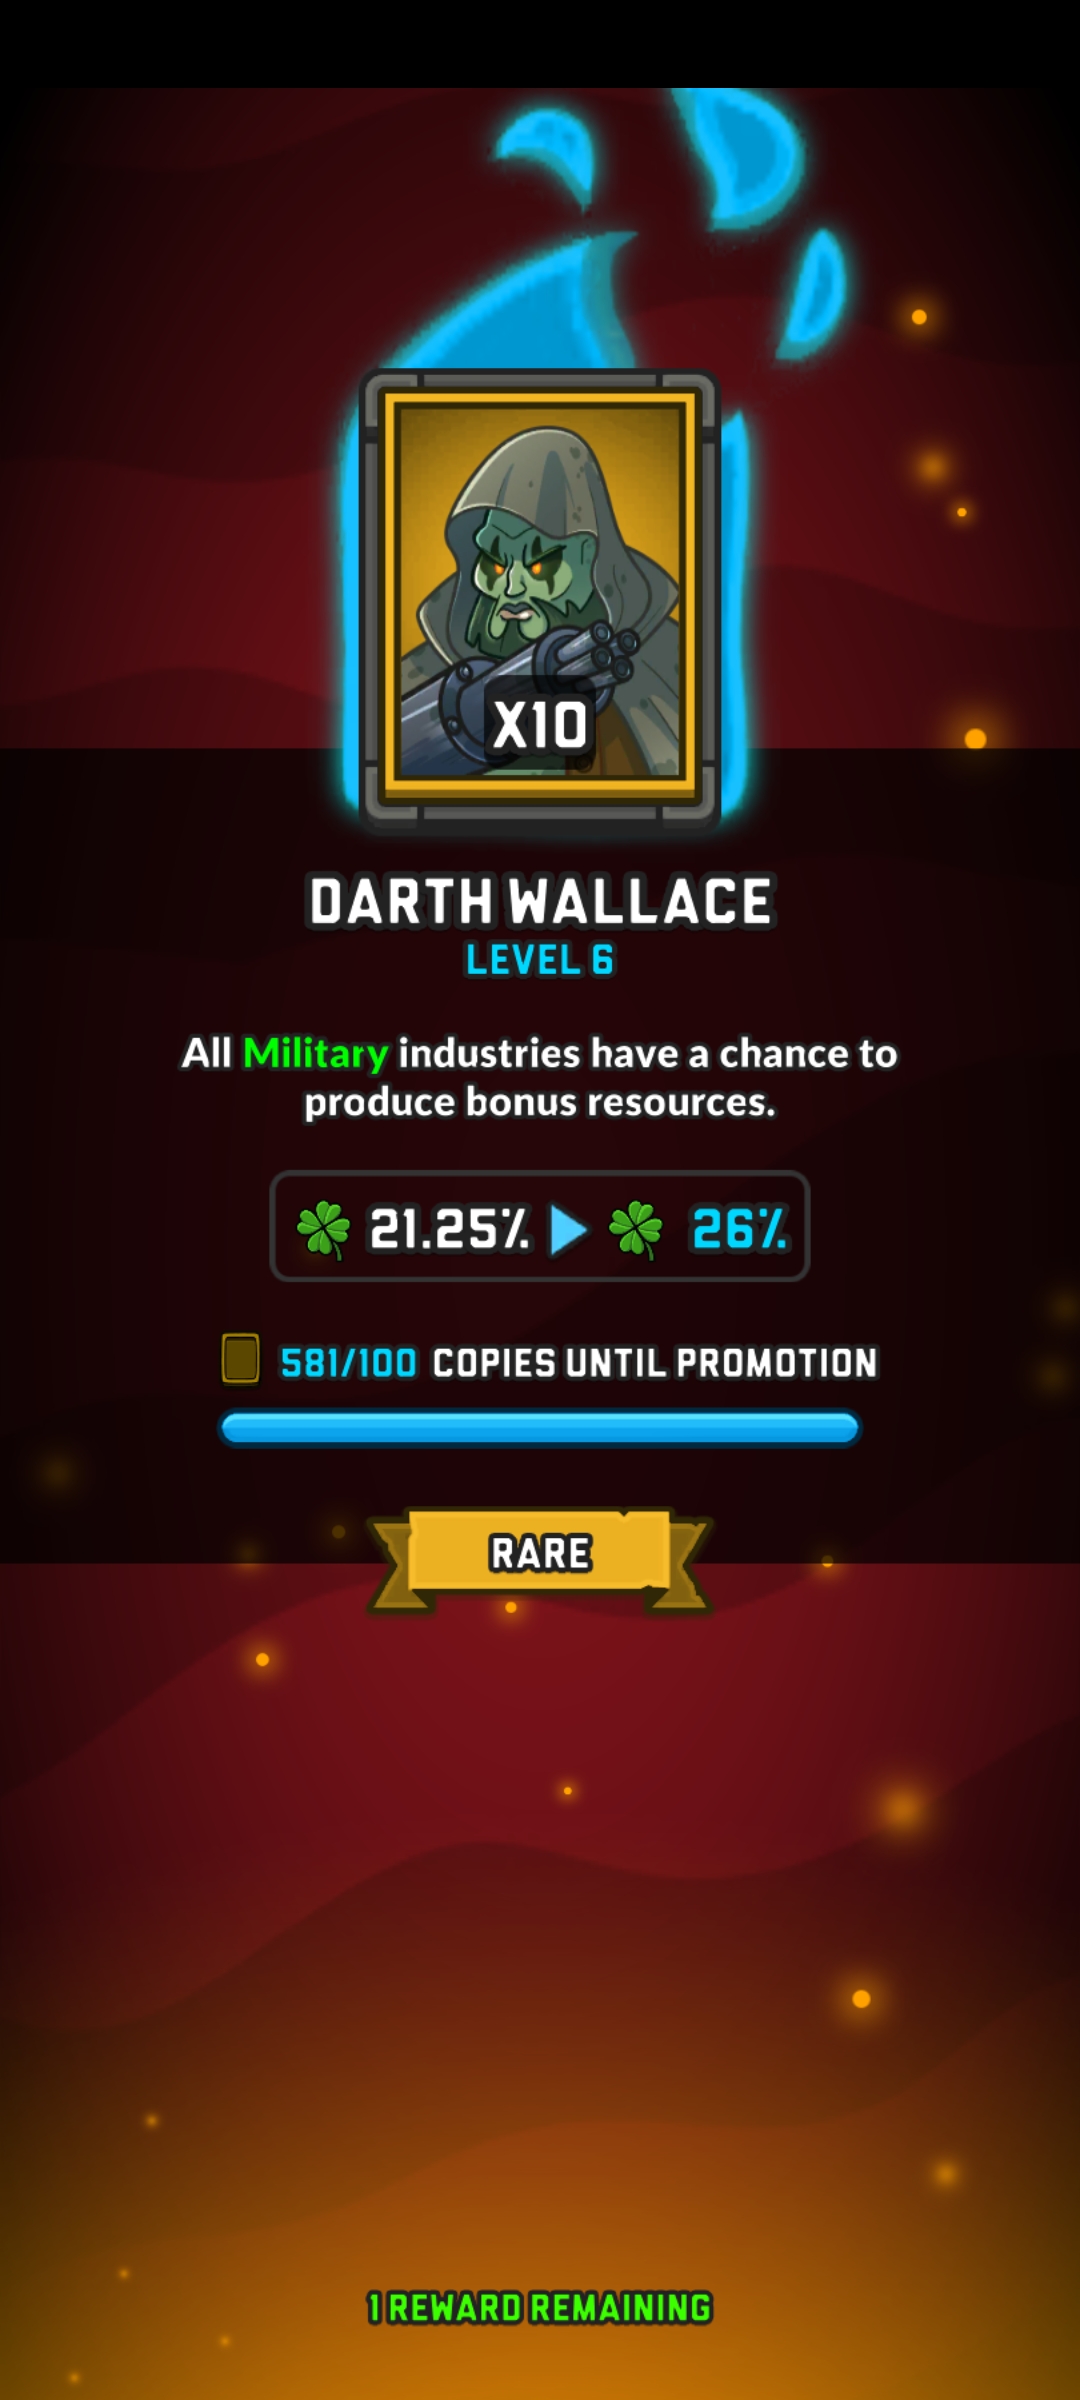 X10
DARTH WALLACE
LEVEL 6
All Military industries have a chance to
produce bonus resources.
21.25% 26%
581/100 COPIES UNTIL PROMOTION
RARE
1 REWARD REMAINING